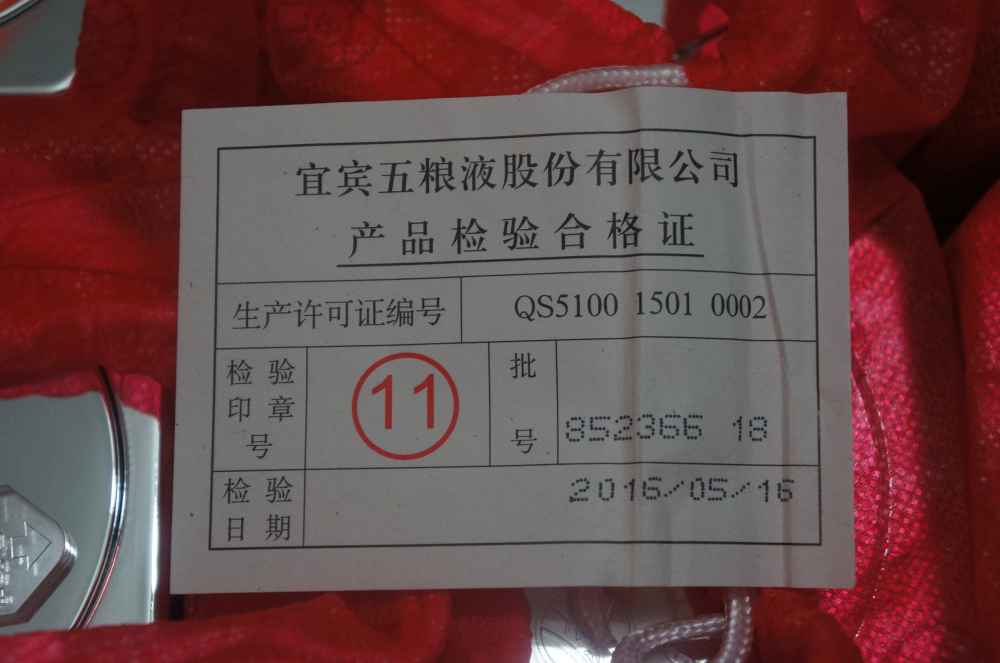 宜宾五粮液股份有限公司
产品检验合格证
生产许可证编号 QS5100 1501 0002
检验
印章
号
11
批
号
852366 18
检验
日期
2016/05/16